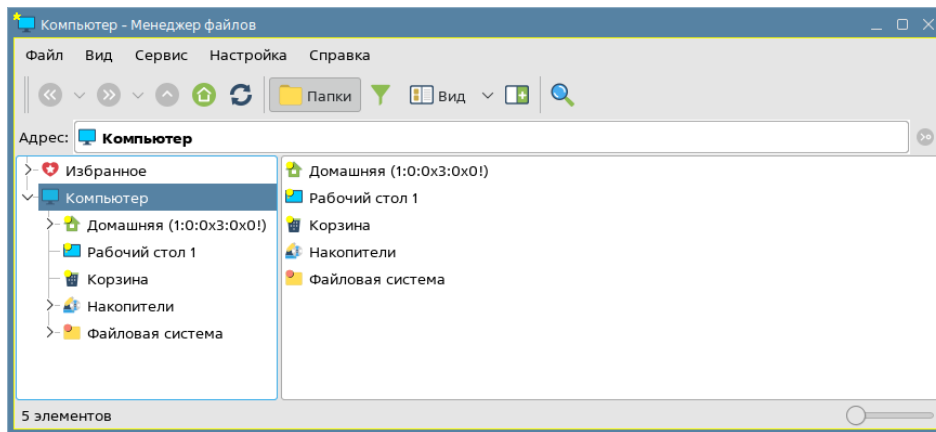 Компьютер – Менеджер файлов
Файл Вид Сервис Настройка Справка
Папки Вид
Адрес: Компьютер
Избранное
Компьютер
Домашняя (1:0:0x3:0x0!)
Рабочий стол 1
Корзина
Накопители
Файловая система
Домашняя (1:0:0x3:0x0!)
Рабочий стол 1
Корзина
Накопители
Файловая система
5 элементов